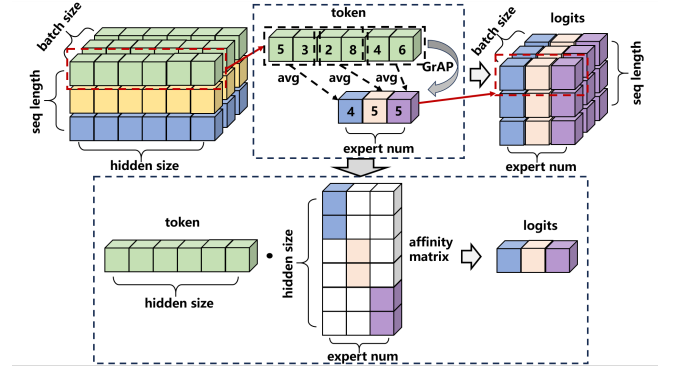 token
batch size
seq length
hidden size
5 3 2 8 4 6
avg avg avg
GrAP
4 5 5
expert num
logits
batch size
seq length
expert num
token
hidden size
hidden size
affinity
matrix
expert num
logits